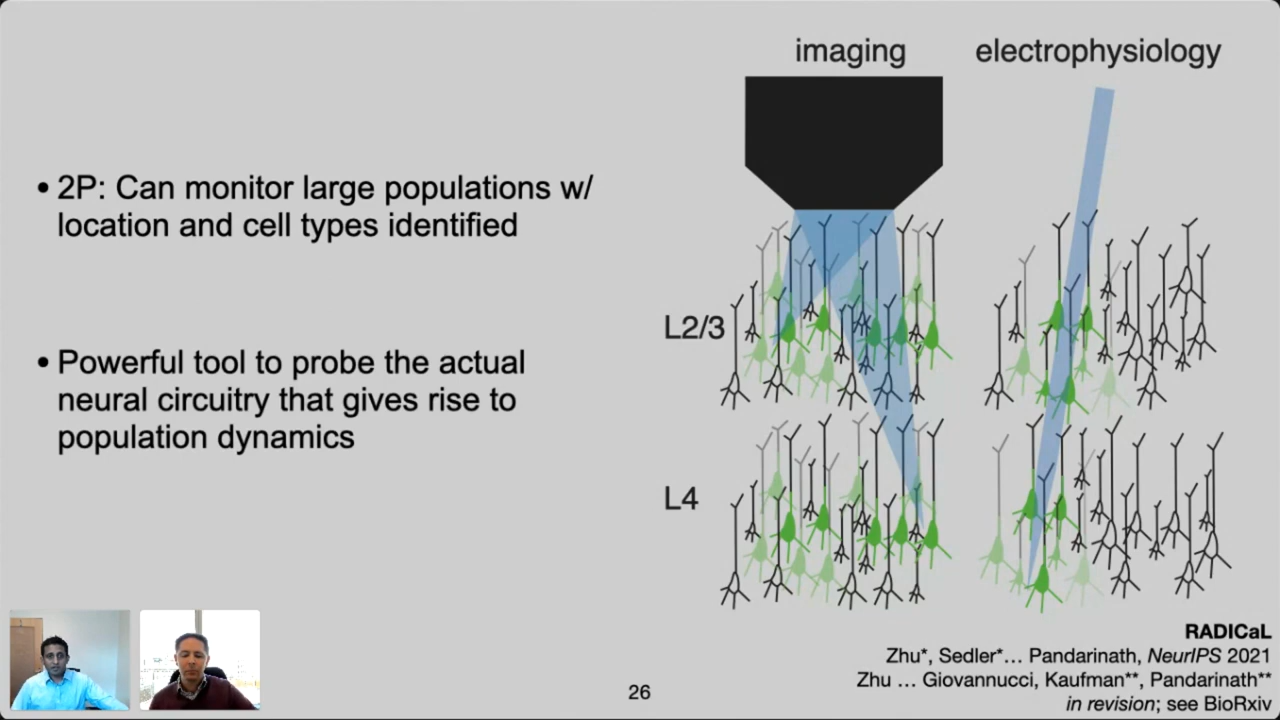 imaging
electrophysiology
• 2P: Can monitor large populations w/
location and cell types identified
• Powerful tool to probe the actual
neural circuitry that gives rise to
population dynamics
L2/3
L4
RADICaL
Zhu*, Sedler*… Pandarinath, NeurIPS 2021
Zhu … Giovannucci, Kaufman**, Pandarinath**
in revision; see BioRxiv
26